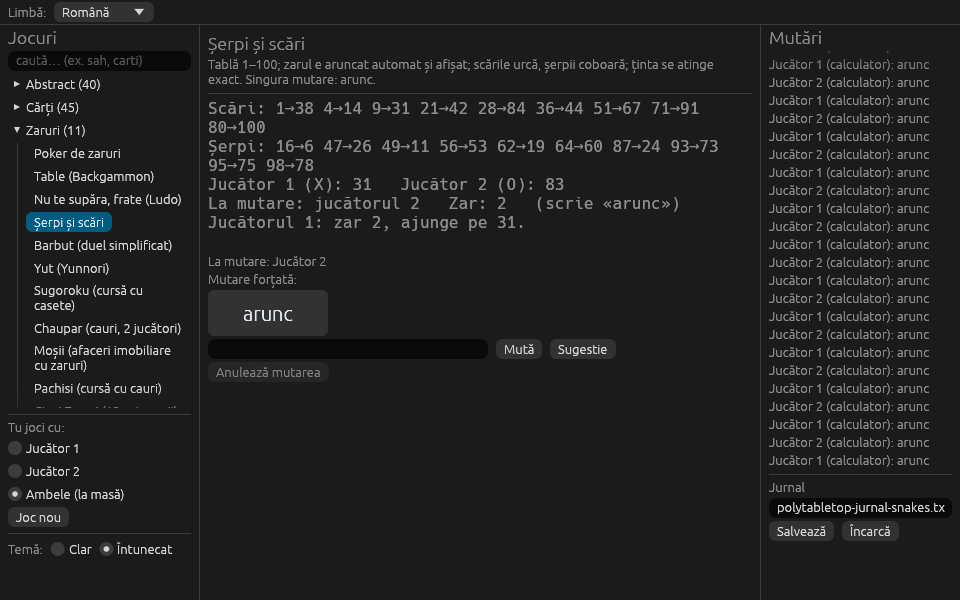 Limbă: Română
Jocuri
caută... (ex. sah, carti)
Abstract (40)
Cărți (45)
Zaruri (11)
Poker de zaruri
Table (Backgammon)
Nu te supăra, frate (Ludo)
Șerpi și scări
Barbut (duel simplificat)
Yut (Yunnori)
Sugoroku (cursă cu
casete)
Chaupar (cauri, 2 jucători)
Moșii (afaceri imobiliare
cu zaruri)
Pachisi (cursă cu cauri)
Tu joci cu:
Jucător 1
Jucător 2
Ambele (la masă)
Joc nou
Temă: Clar Întunecat
Șerpi și scări
Tablă 1–100; zarul e aruncat automat și afișat; scările urcă, șerpii coboară; ținta se atinge
exact. Singura mutare: arunc.
Scări: 1→38 4→14 9→31 21→42 28→84 36→44 51→67 71→91
80→100
Șerpi: 16→6 47→26 49→11 56→53 62→19 64→60 87→24 93→73
95→75 98→78
Jucător 1 (X): 31 Jucător 2 (O): 83
La mutare: jucătorul 2 Zar: 2 (scrie «arunc»)
Jucătorul 1: zar 2, ajunge pe 31.
La mutare: Jucător 2
Mutare forțată:
arunc
Mută Sugestie
Anulează mutarea
Mutări
Jucător 1 (calculator): arunc
Jucător 2 (calculator): arunc
Jucător 1 (calculator): arunc
Jucător 2 (calculator): arunc
Jucător 1 (calculator): arunc
Jucător 2 (calculator): arunc
Jucător 1 (calculator): arunc
Jucător 2 (calculator): arunc
Jucător 1 (calculator): arunc
Jucător 2 (calculator): arunc
Jucător 1 (calculator): arunc
Jucător 2 (calculator): arunc
Jucător 1 (calculator): arunc
Jucător 2 (calculator): arunc
Jucător 1 (calculator): arunc
Jucător 2 (calculator): arunc
Jucător 1 (calculator): arunc
Jucător 2 (calculator): arunc
Jucător 1 (calculator): arunc
Jucător 2 (calculator): arunc
Jucător 1 (calculator): arunc
Jucător 2 (calculator): arunc
Jucător 1 (calculator): arunc
Jurnal
polytabletop-jurnal-snakes.tx
Salvează Încarcă